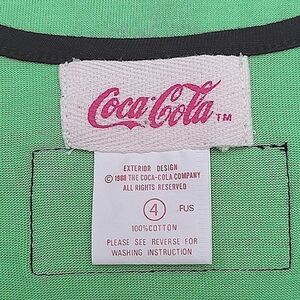 Coca-Cola TM
EXTERIOR DESIGN
© 1988 THE COCA-COLA COMPANY
ALL RIGHTS RESERVED
4 FUS
100% COTTON
PLEASE SEE REVERSE FOR
WASHING INSTRUCTION